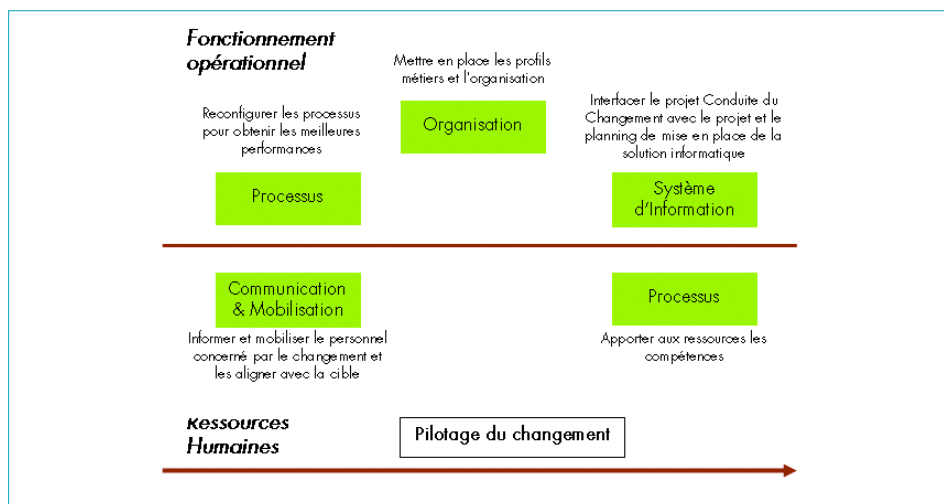 Fonctionnement
opérationnel
Mettre en place les profils
métiers et l'organisation
Reconfigurer les processus
pour obtenir les meilleures
performances
Organisation
Interfacer le projet Conduite du
Changement avec le projet et le
planning de mise en place de la
solution informatique
Processus
Système
d'Information
Communication
& Mobilisation
Processus
Informer et mobiliser le personnel
concerné par le changement et
les aligner avec la cible
Apporter aux ressources les
compétences
Ressources
Humaines
Pilotage du changement